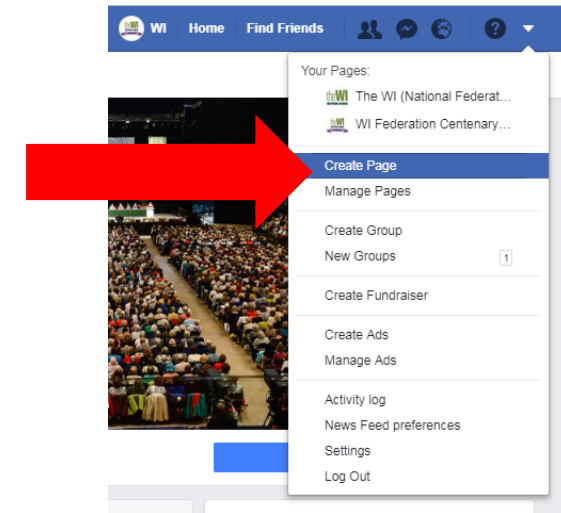 WI Home Find Friends ?
Your Pages:
theWI The WI (National Federat...
WI Federation Centenary...
Create Page
Manage Pages
Create Group
New Groups 1
Create Fundraiser
Create Ads
Manage Ads
Activity log
News Feed preferences
Settings
Log Out